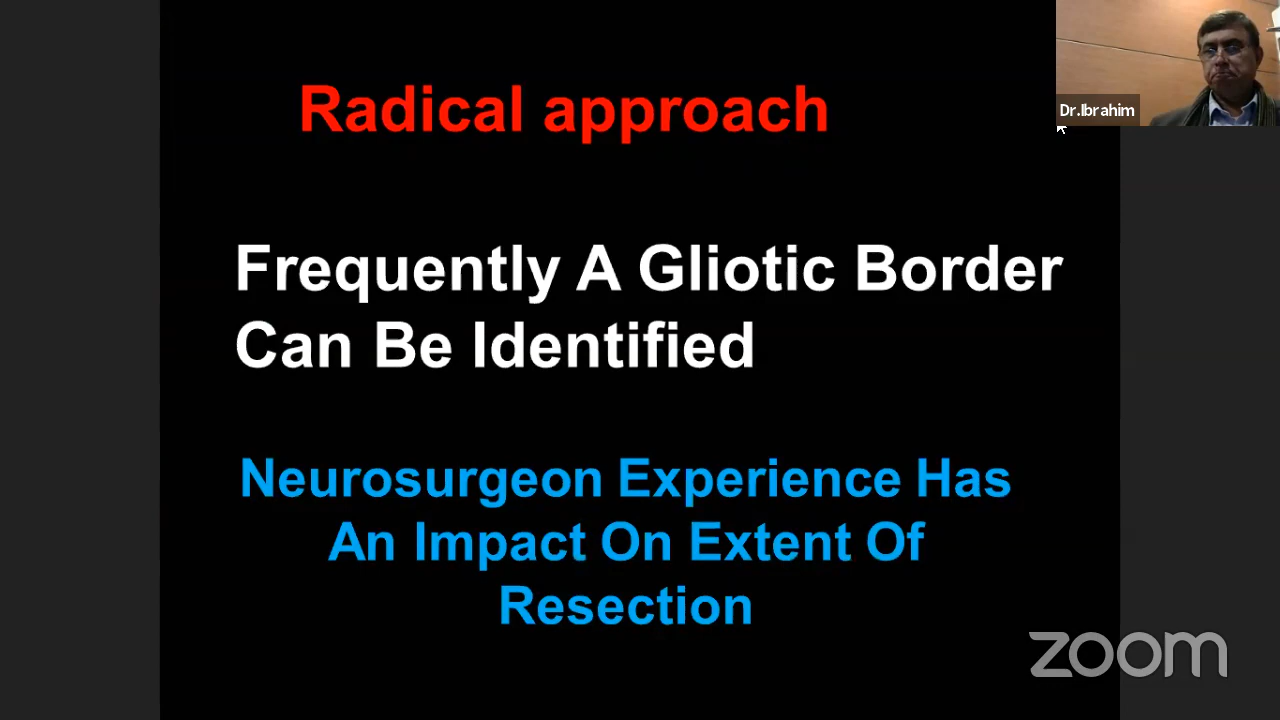 Radical approach
Dr.Ibrahim
Frequently A Gliotic Border
Can Be Identified
Neurosurgeon Experience Has
An Impact On Extent Of
Resection
zoom